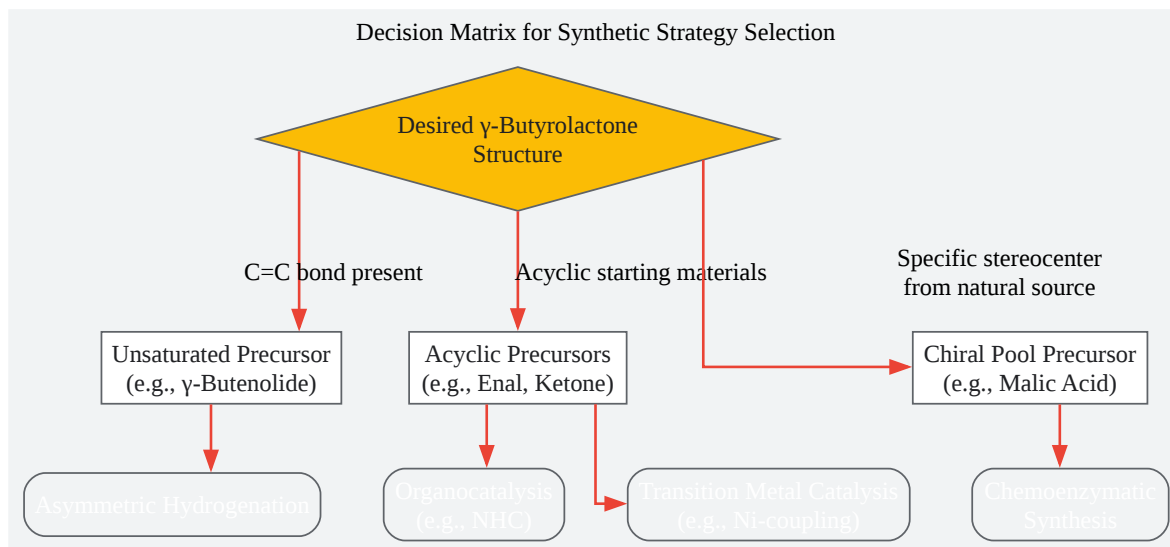 Decision Matrix for Synthetic Strategy Selection
Desired γ-Butyrolactone
Structure
C=C bond present
Acyclic starting materials
Specific stereocenter
from natural source
Unsaturated Precursor
(e.g., γ-Butenolide)
Acyclic Precursors
(e.g., Enal, Ketone)
Chiral Pool Precursor
(e.g., Malic Acid)
Asymmetric Hydrogenation
Organocatalysis
(e.g., NHC)
Transition Metal Catalysis
(e.g., Ni-coupling)
Chemoenzymatic
Synthesis